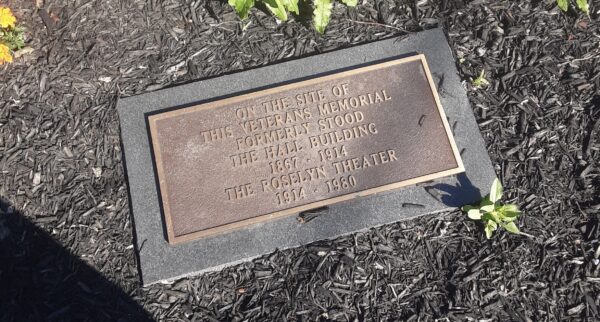 ON THE SITE OF
THIS VETERANS MEMORIAL
FORMERLY STOOD
THE HALL BUILDING
1867 - 1914
THE ROSELYN THEATER
1914 - 1980